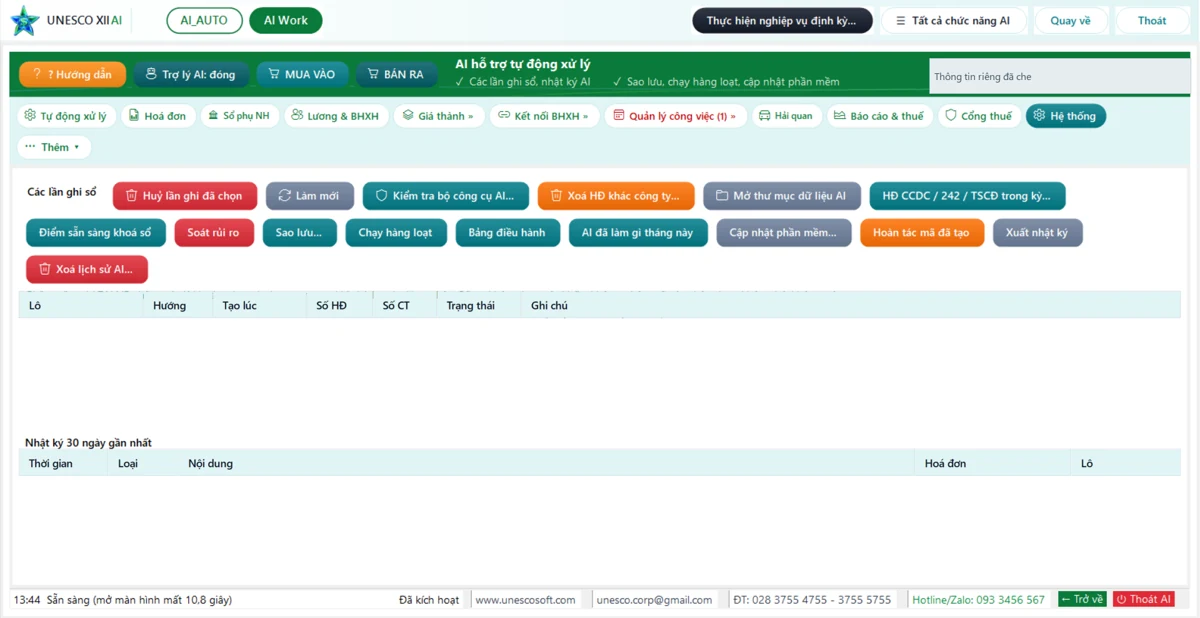 UNESCO XII AI AI_AUTO AI Work Thực hiện nghiệp vụ định kỳ... ☰ Tất cả chức năng AI Quay về Thoát
? ? Hướng dẫn Trợ lý AI: đóng MUA VÀO BÁN RA
AI hỗ trợ tự động xử lý
✓ Các lần ghi sổ, nhật ký AI ✓ Sao lưu, chạy hàng loạt, cập nhật phần mềm
Thông tin riêng đã che
Tự động xử lý Hoá đơn Sổ phụ NH Lương & BHXH Giá thành » Kết nối BHXH » Quản lý công việc (1) » Hải quan Báo cáo & thuế Cổng thuế Hệ thống
··· Thêm ▾
Các lần ghi sổ Huỷ lần ghi đã chọn Làm mới Kiểm tra bộ công cụ AI... Xoá HĐ khác công ty... Mở thư mục dữ liệu AI HĐ CCDC / 242 / TSCĐ trong kỳ...
Điểm sẵn sàng khoá sổ Soát rủi ro Sao lưu... Chạy hàng loạt Bảng điều hành AI đã làm gì tháng này Cập nhật phần mềm... Hoàn tác mã đã tạo Xuất nhật ký
Xoá lịch sử AI...
Lô Hướng Tạo lúc Số HĐ Số CT Trạng thái Ghi chú
Nhật ký 30 ngày gần nhất
Thời gian Loại Nội dung Hoá đơn Lô
13:44 Sẵn sàng (mở màn hình mất 10,8 giây) Đã kích hoạt www.unescosoft.com unesco.corp@gmail.com ĐT: 028 3755 4755 - 3755 5755 Hotline/Zalo: 093 3456 567 ← Trở về Thoát AI